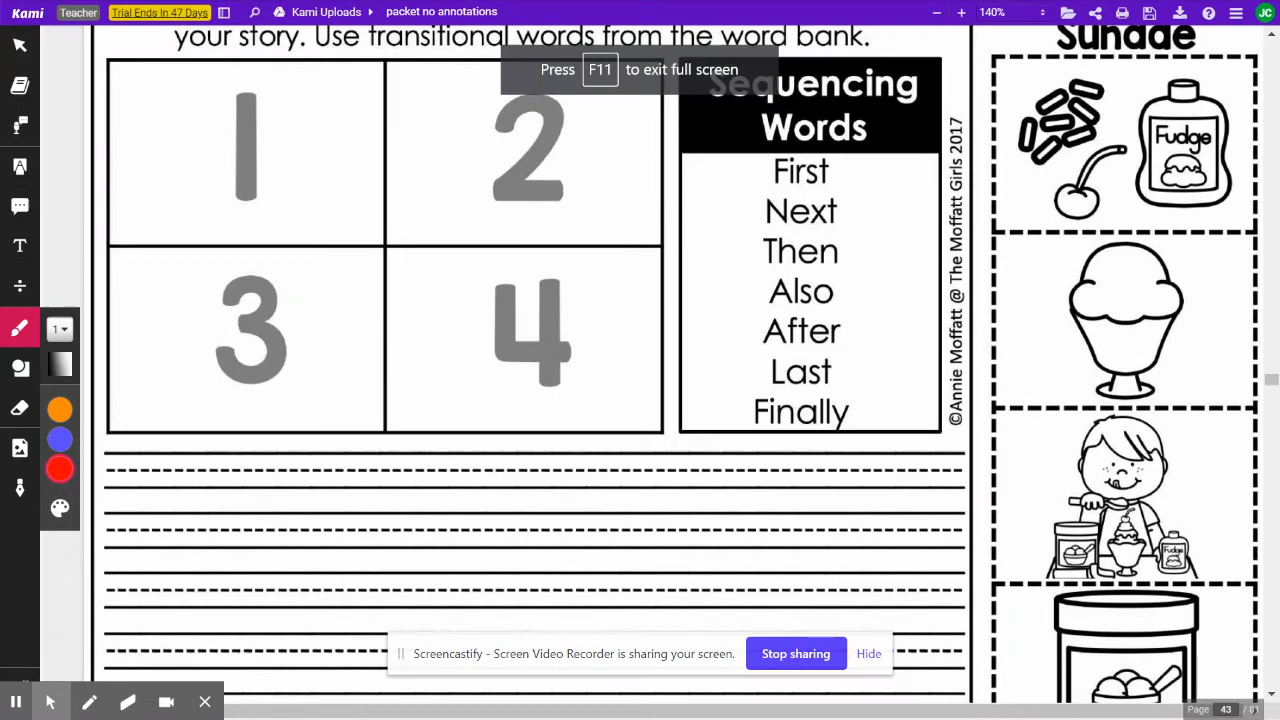 Kami Teacher Trial Ends In 47 Days Kami Uploads packet no annotations 140% JC
your story. Use transitional words from the word bank.
Sundae
Press F11 to exit full screen
Sequencing
Words
First
Next
Then
Also
After
Last
Finally
1
2
3
4
©Annie Moffatt @ The Moffatt Girls 2017
Fudge
Fudge
T
1
Screencastify - Screen Video Recorder is sharing your screen. Stop sharing Hide
Page 43 / 81